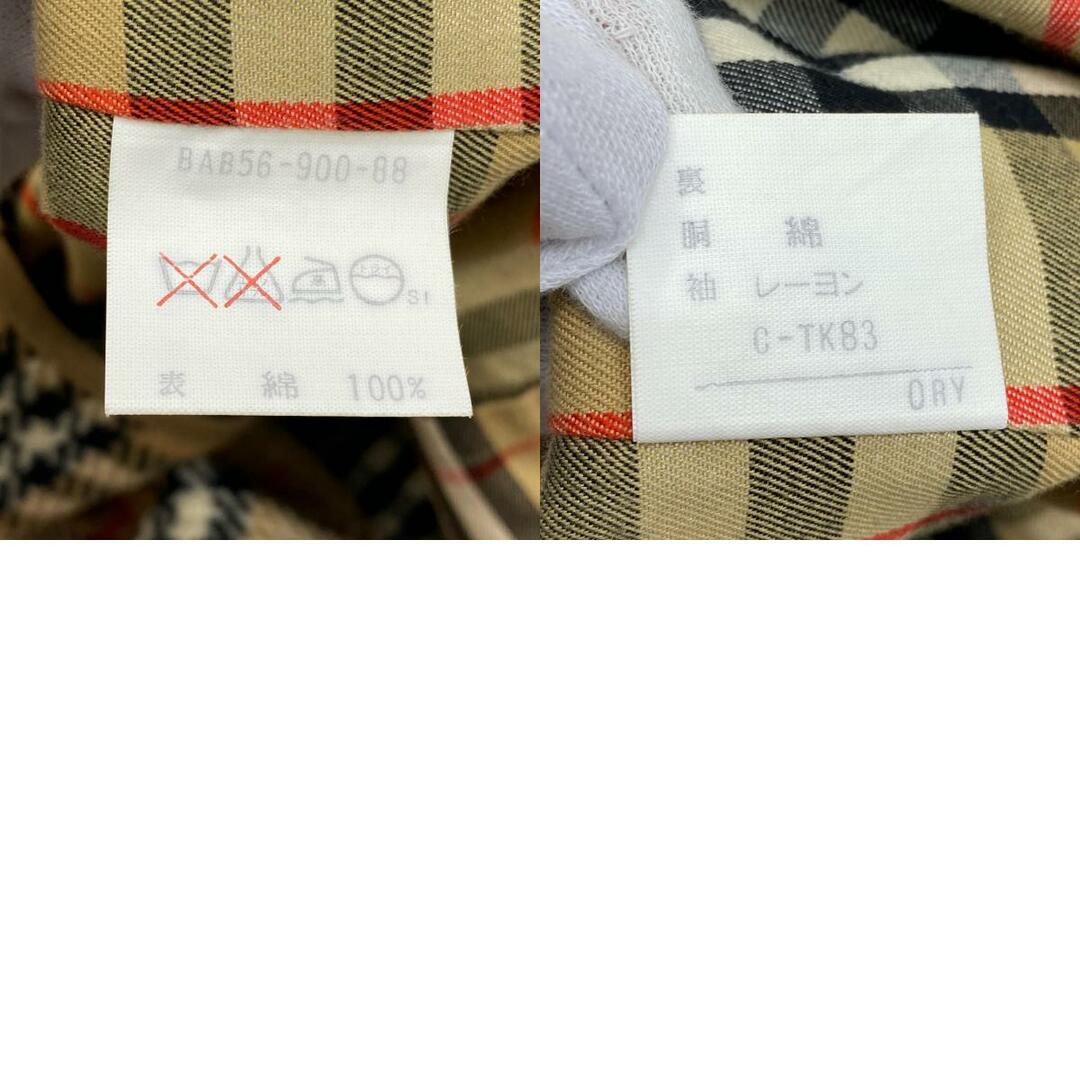 BAB56-900-88
表 綿 100%
裏
胴 綿
袖 レーヨン
C-TK83
ORY